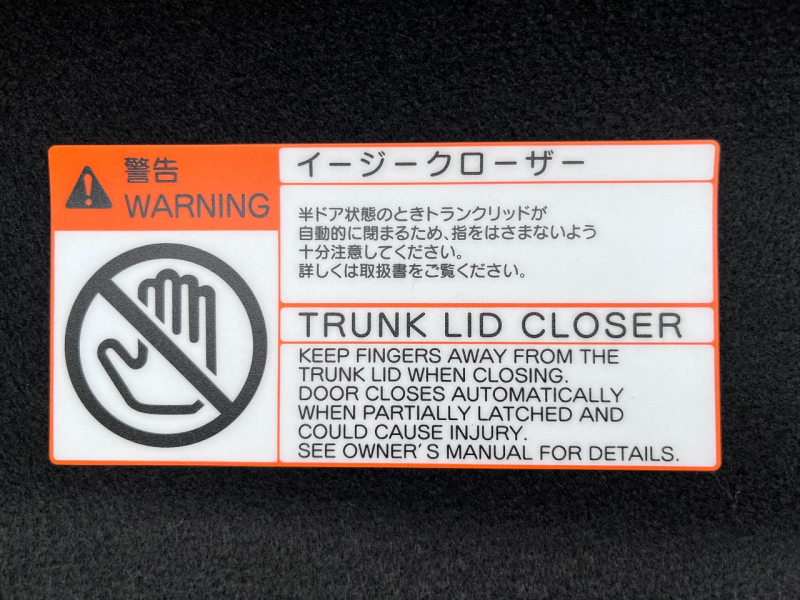 警告
WARNING
イージークローザー
半ドア状態のときトランクリッドが
自動的に閉まるため、指をはさまないよう
十分注意してください。
詳しくは取扱書をご覧ください。
TRUNK LID CLOSER
KEEP FINGERS AWAY FROM THE
TRUNK LID WHEN CLOSING.
DOOR CLOSES AUTOMATICALLY
WHEN PARTIALLY LATCHED AND
COULD CAUSE INJURY.
SEE OWNER'S MANUAL FOR DETAILS.